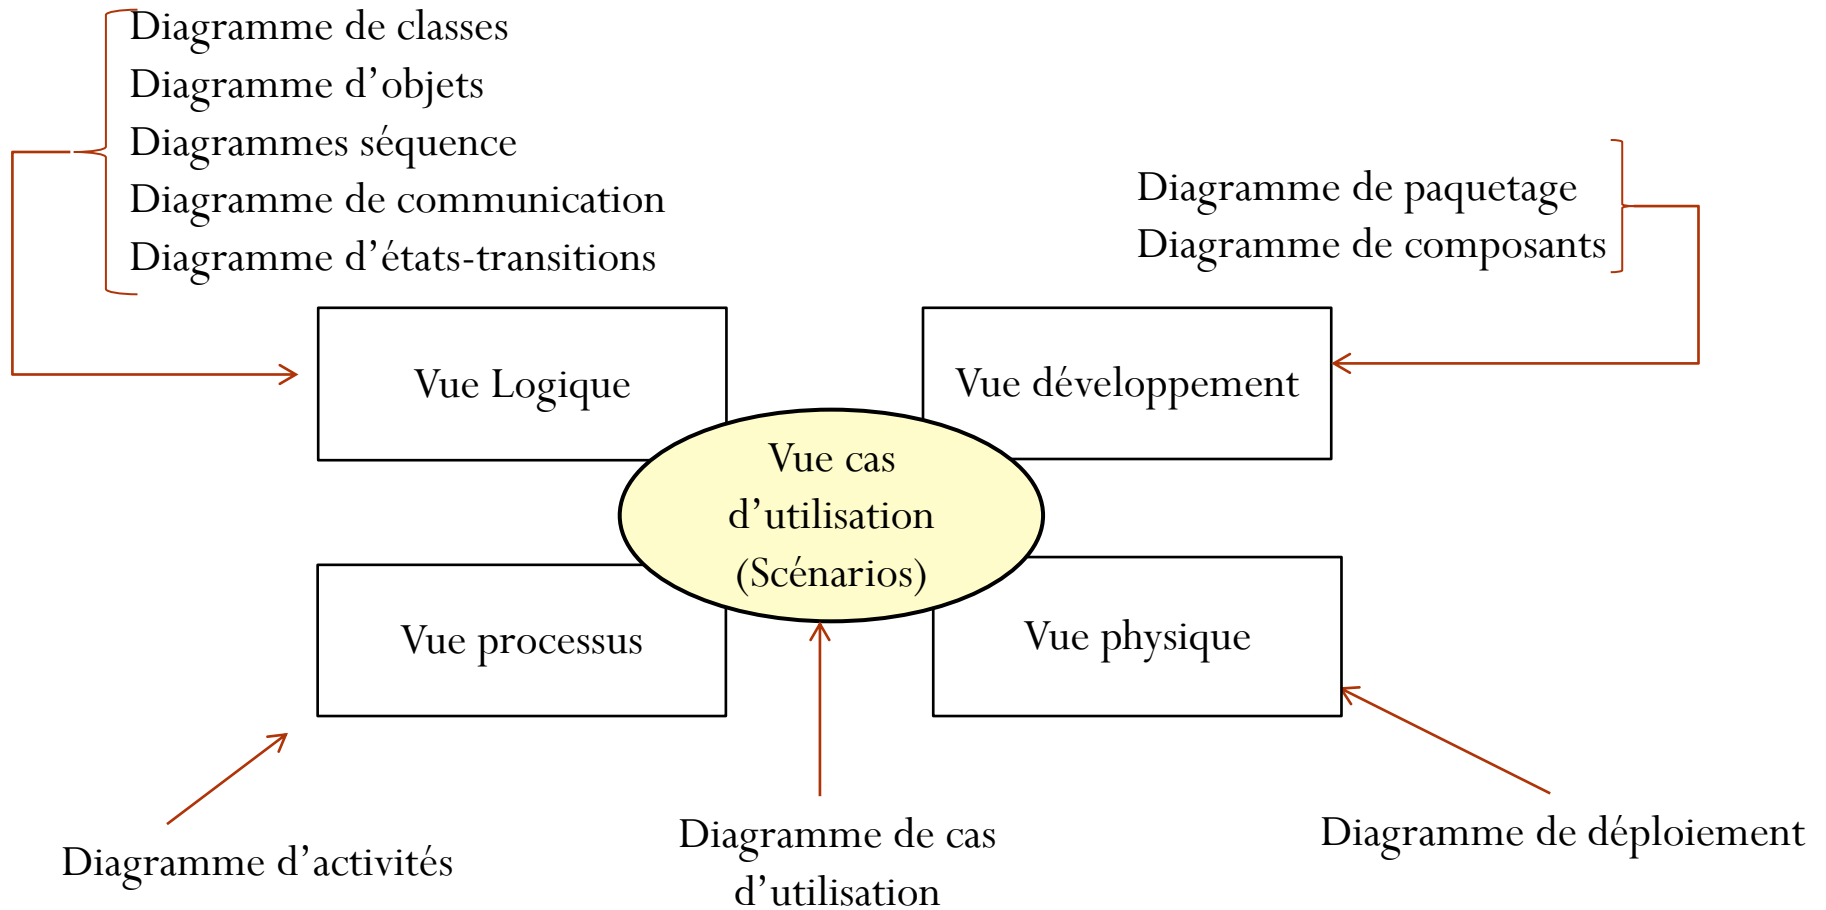 Diagramme de classes
Diagramme d’objets
Diagrammes séquence
Diagramme de communication
Diagramme d’états-transitions
Diagramme de paquetage
Diagramme de composants
Vue Logique
Vue développement
Vue cas
d’utilisation
(Scénarios)
Vue processus
Vue physique
Diagramme d’activités
Diagramme de cas
d’utilisation
Diagramme de déploiement